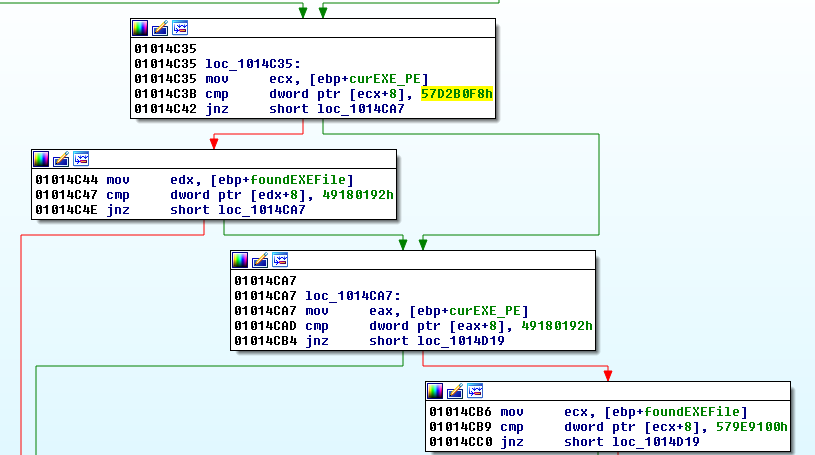 01014C35
01014C35 loc_1014C35:
01014C35 mov ecx, [ebp+curEXE_PE]
01014C3B cmp dword ptr [ecx+8], 57D2B0F8h
01014C42 jnz short loc_1014CA7
01014C44 mov edx, [ebp+foundEXEFile]
01014C47 cmp dword ptr [edx+8], 49180192h
01014C4E jnz short loc_1014CA7
01014CA7
01014CA7 loc_1014CA7:
01014CA7 mov eax, [ebp+curEXE_PE]
01014CAD cmp dword ptr [eax+8], 49180192h
01014CB4 jnz short loc_1014D19
01014CB6 mov ecx, [ebp+foundEXEFile]
01014CB9 cmp dword ptr [ecx+8], 579E9100h
01014CC0 jnz short loc_1014D19